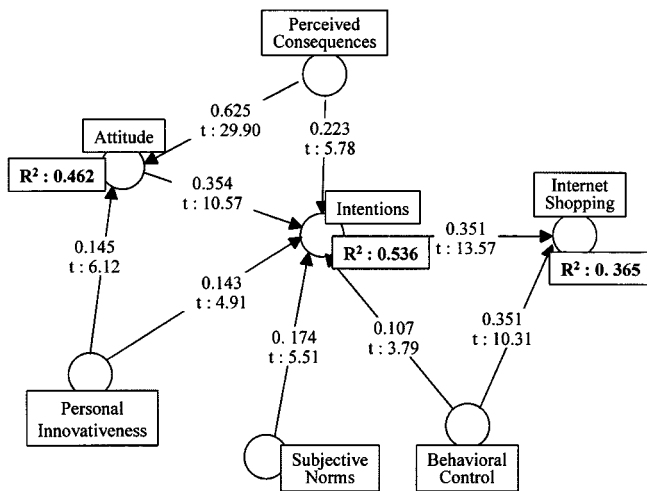 Perceived
Consequences
0.625
t : 29.90
0.223
t : 5.78
Attitude
R² : 0.462
0.354
t : 10.57
Intentions
R² : 0.536
Internet
Shopping
R² : 0. 365
0.351
t : 13.57
0.145
t : 6.12
0.143
t : 4.91
0. 174
t : 5.51
0.107
t : 3.79
0.351
t : 10.31
Personal
Innovativeness
Subjective
Norms
Behavioral
Control